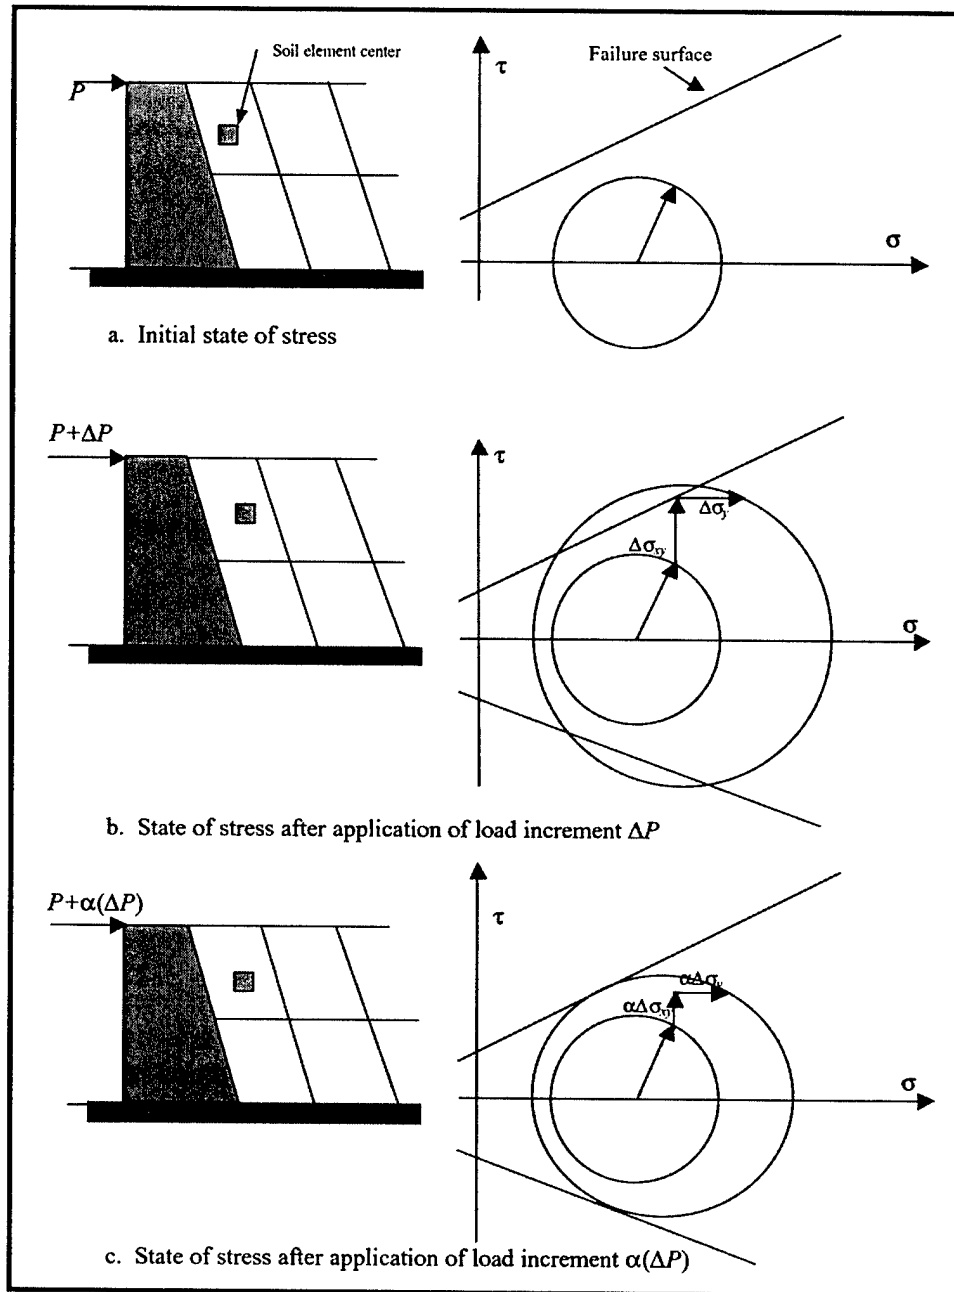 Soil element center
P
τ
Failure surface
σ
a. Initial state of stress
P+ΔP
τ
Δσy
Δσxy
σ
b. State of stress after application of load increment ΔP
P+α(ΔP)
τ
αΔσy
αΔσxy
σ
c. State of stress after application of load increment α(ΔP)